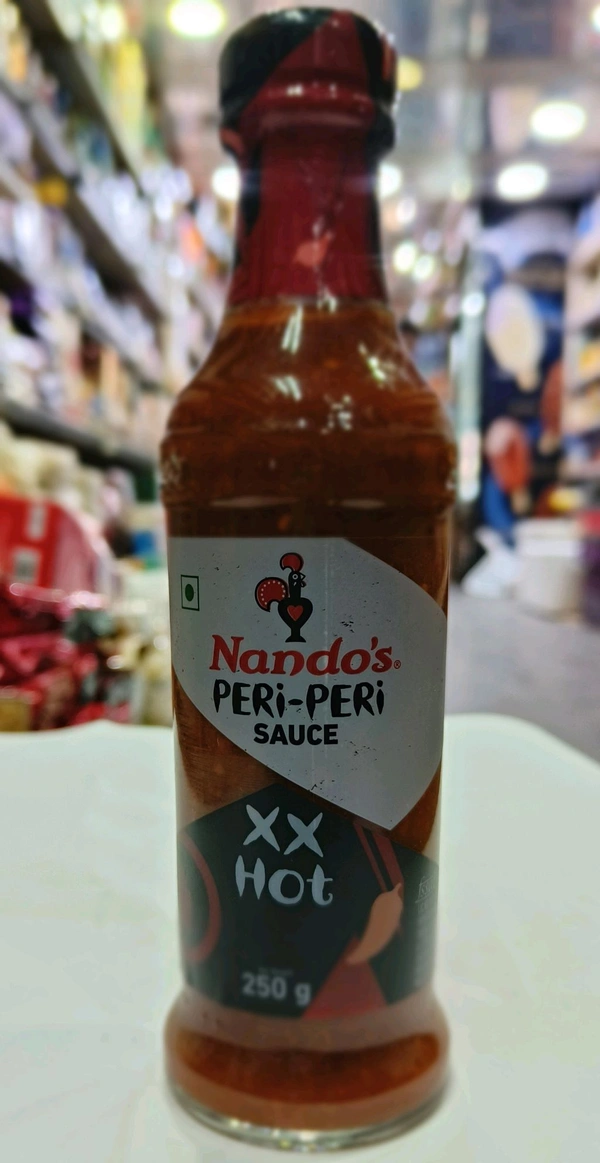 Nando's®
PERi-PERi
SAUCE
XX
Hot
250 g